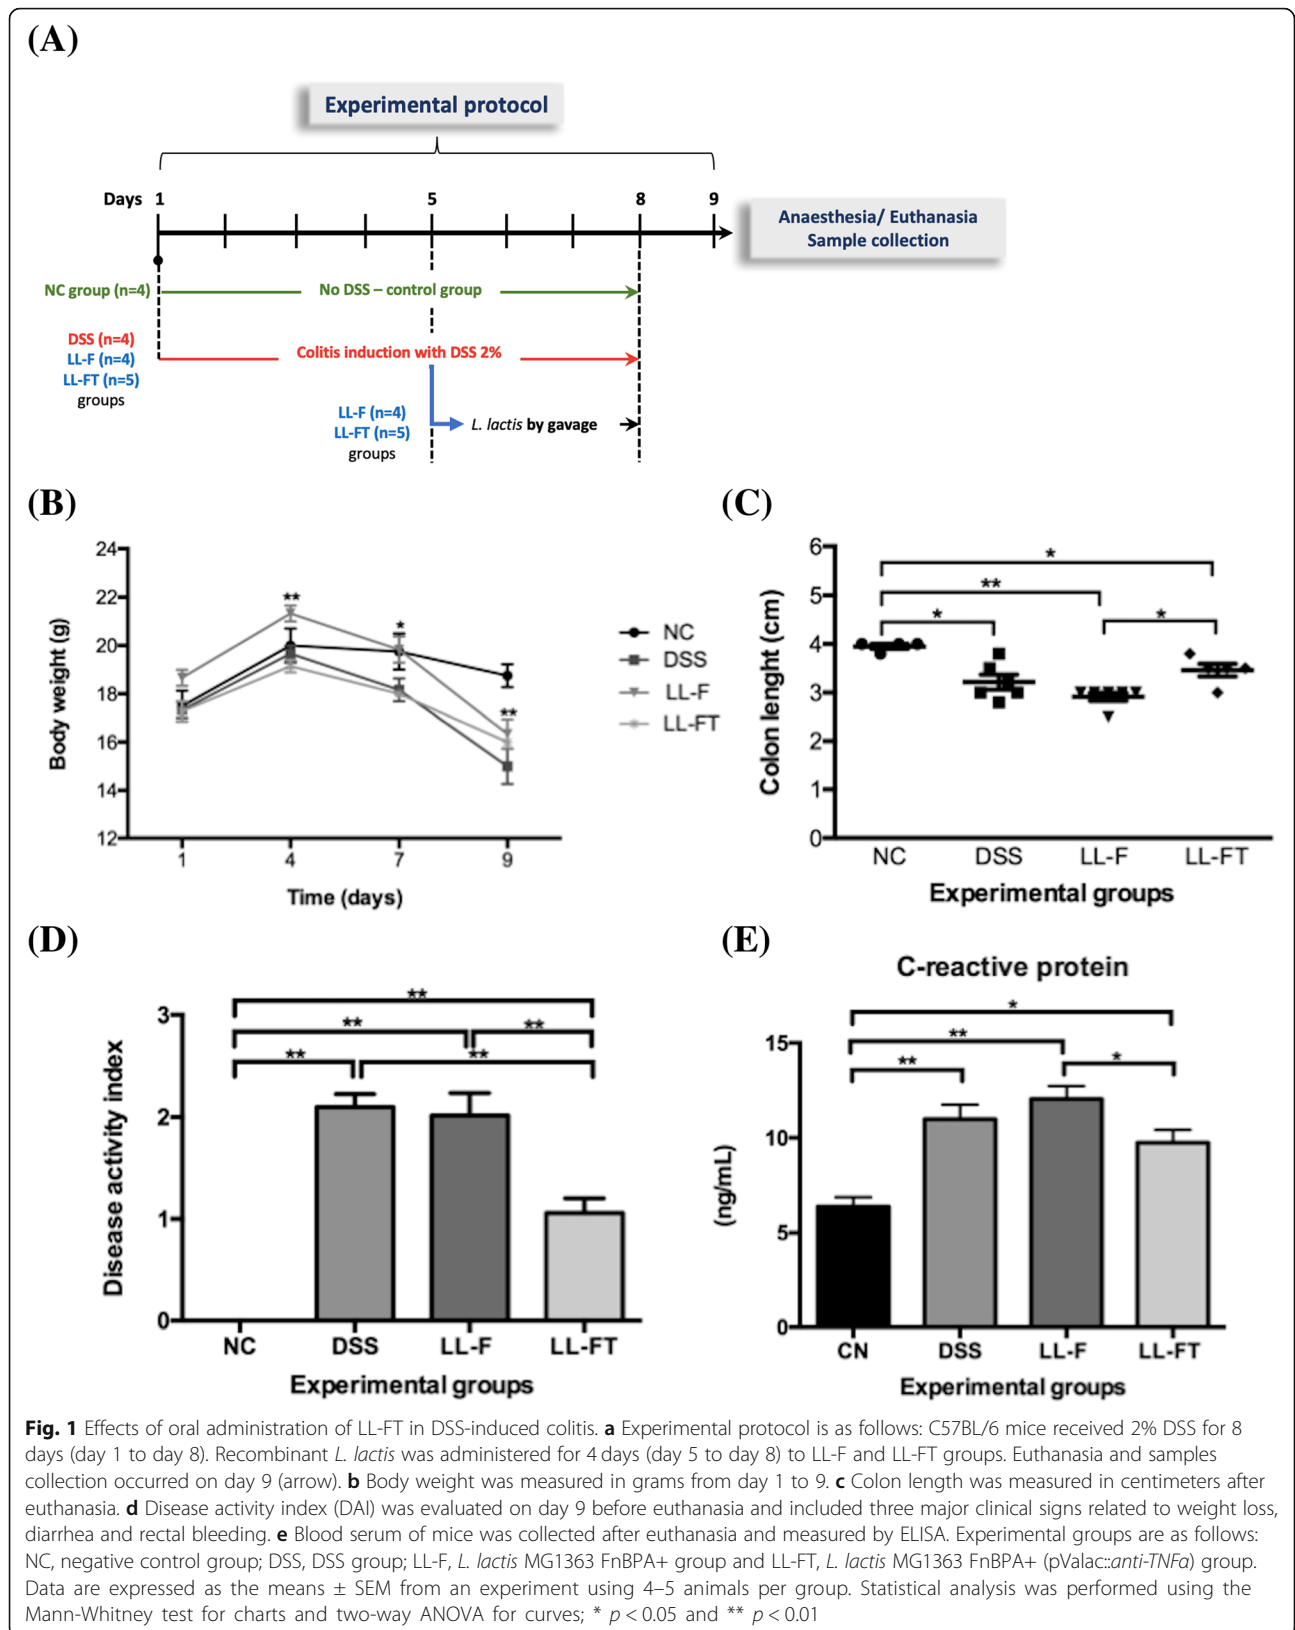 (A)
Experimental protocol
Days 1 5 8 9
Anaesthesia/ Euthanasia
Sample collection
NC group (n=4)
No DSS – control group
DSS (n=4)
LL-F (n=4)
LL-FT (n=5)
groups
Colitis induction with DSS 2%
LL-F (n=4)
LL-FT (n=5)
groups
L. lactis by gavage
(B)
24
22
20
18
16
14
12
Body weight (g)
**
*
**
1 4 7 9
Time (days)
NC
DSS
LL-F
LL-FT
(C)
6
5
4
3
2
1
0
Colon lenght (cm)
*
**
*
*
NC DSS LL-F LL-FT
Experimental groups
(D)
3
2
1
0
Disease activity index
**
**
**
**
**
NC DSS LL-F LL-FT
Experimental groups
(E)
C-reactive protein
15
10
5
0
(ng/mL)
*
**
**
*
CN DSS LL-F LL-FT
Experimental groups
Fig. 1 Effects of oral administration of LL-FT in DSS-induced colitis. a Experimental protocol is as follows: C57BL/6 mice received 2% DSS for 8
days (day 1 to day 8). Recombinant L. lactis was administered for 4 days (day 5 to day 8) to LL-F and LL-FT groups. Euthanasia and samples
collection occurred on day 9 (arrow). b Body weight was measured in grams from day 1 to 9. c Colon length was measured in centimeters after
euthanasia. d Disease activity index (DAI) was evaluated on day 9 before euthanasia and included three major clinical signs related to weight loss,
diarrhea and rectal bleeding. e Blood serum of mice was collected after euthanasia and measured by ELISA. Experimental groups are as follows:
NC, negative control group; DSS, DSS group; LL-F, L. lactis MG1363 FnBPA+ group and LL-FT, L. lactis MG1363 FnBPA+ (pValac::anti-TNFα) group.
Data are expressed as the means ± SEM from an experiment using 4–5 animals per group. Statistical analysis was performed using the
Mann-Whitney test for charts and two-way ANOVA for curves; * p < 0.05 and ** p < 0.01